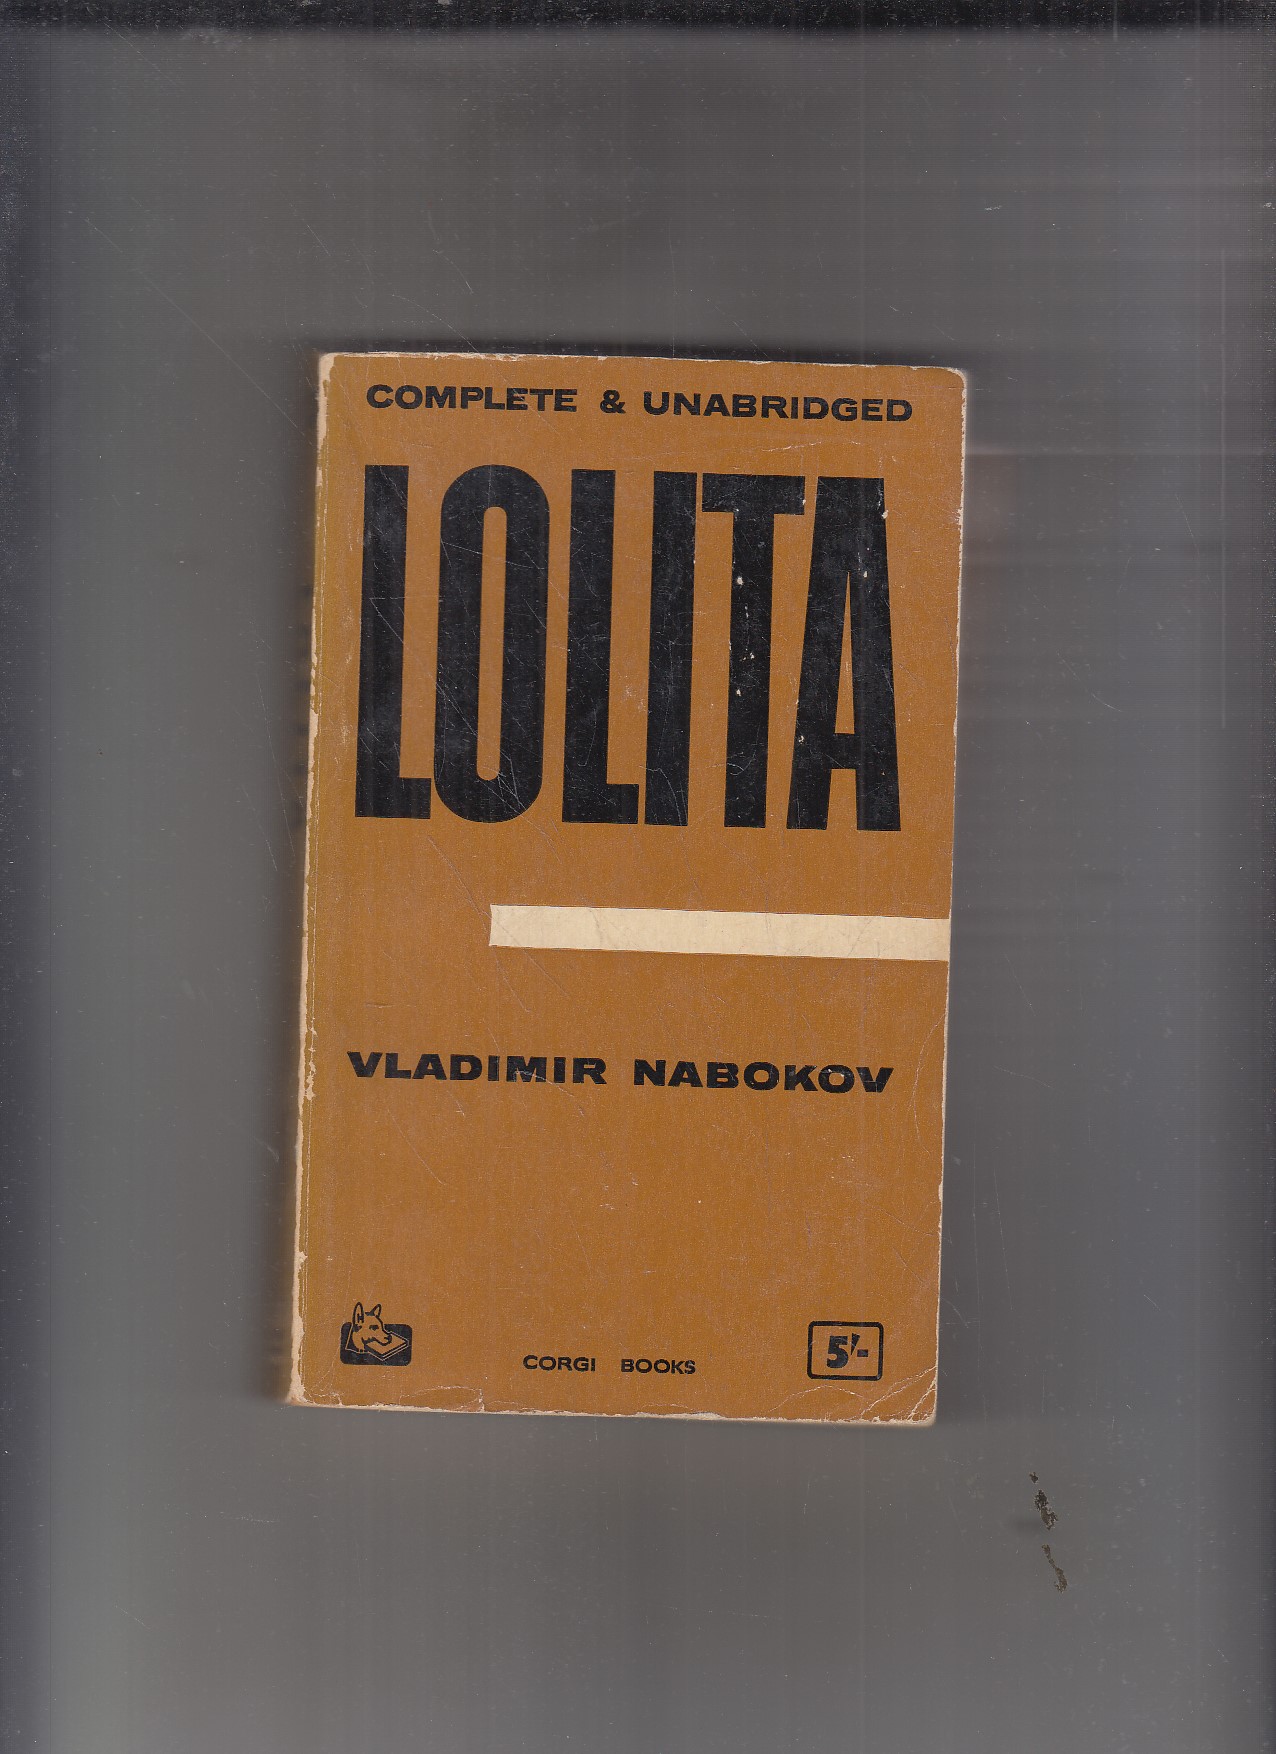 COMPLETE & UNABRIDGED
LOLITA
VLADIMIR NABOKOV
CORGI BOOKS
5/-